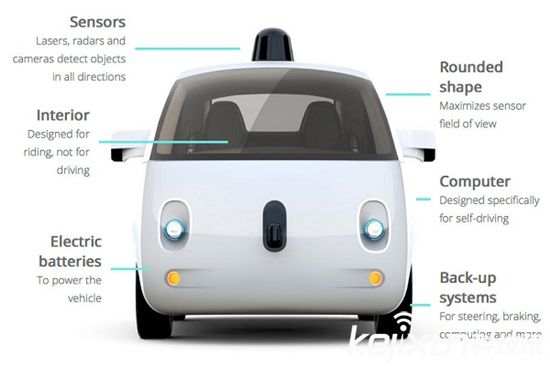 Sensors
Lasers, radars and
cameras detect objects
in all directions
Interior
Designed for
riding, not for
driving
Electric
batteries
To power the
vehicle
Rounded
shape
Maximizes sensor
field of view
Computer
Designed specifically
for self-driving
Back-up
systems
For steering, braking,
computing and more